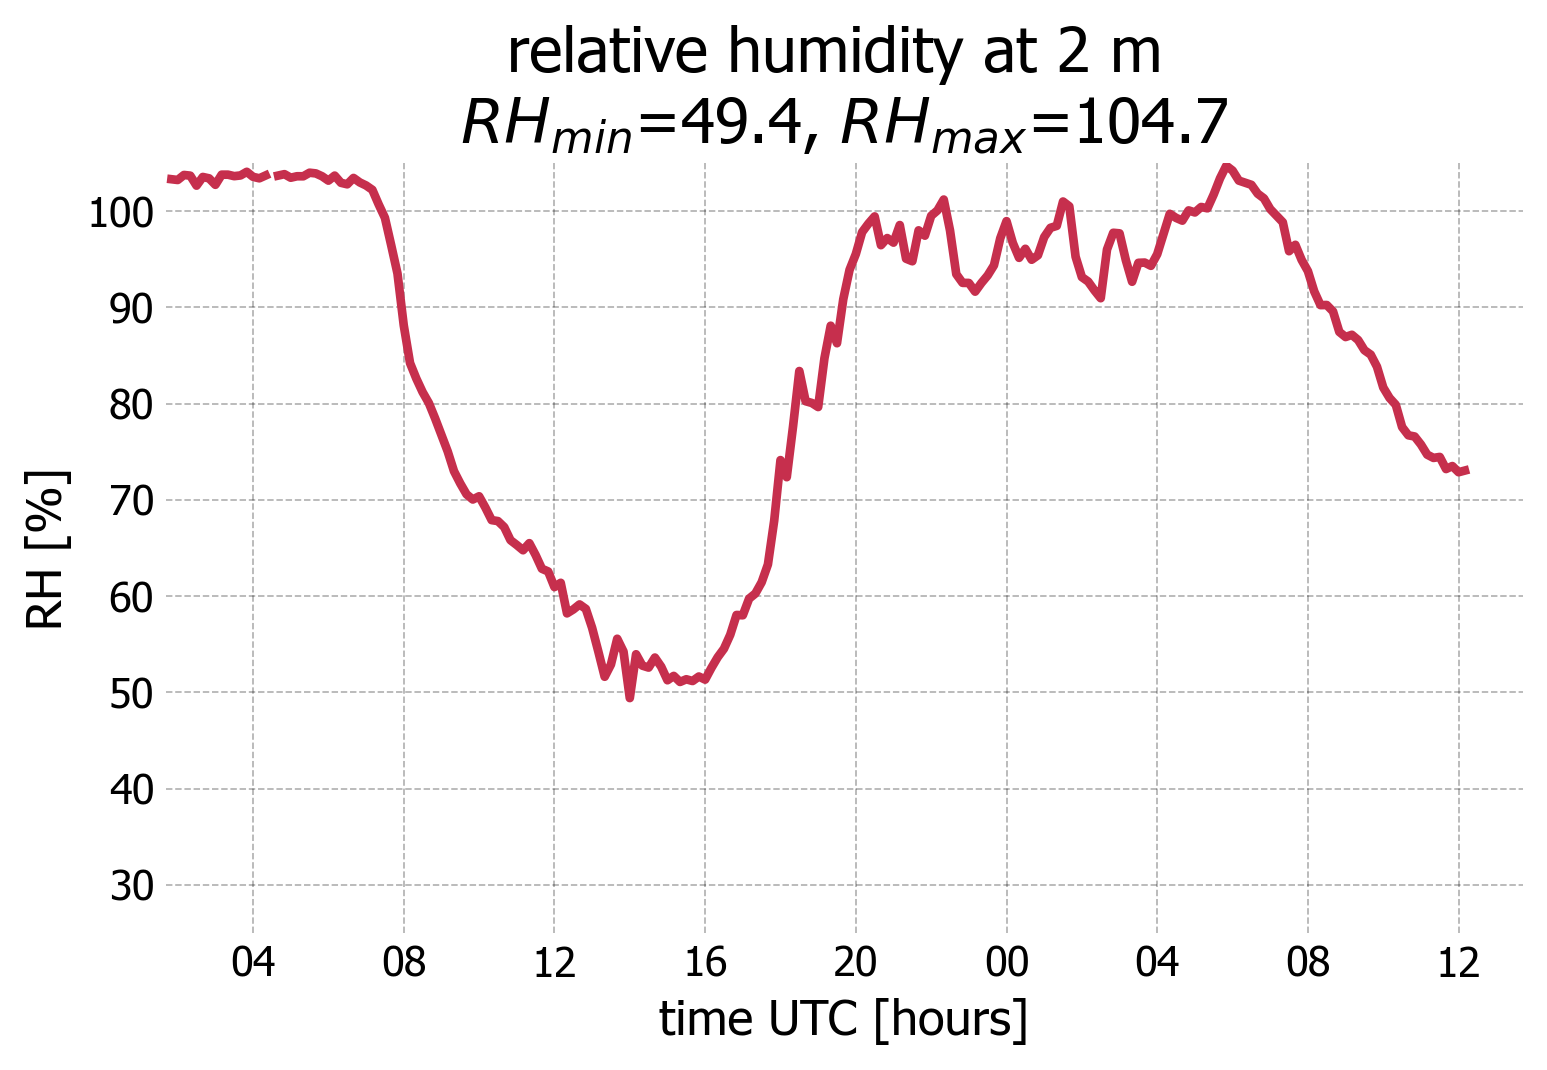 relative humidity at 2 m
RH_min=49.4, RH_max=104.7
100
90
80
70
60
50
40
30
RH [%]
04 08 12 16 20 00 04 08 12
time UTC [hours]